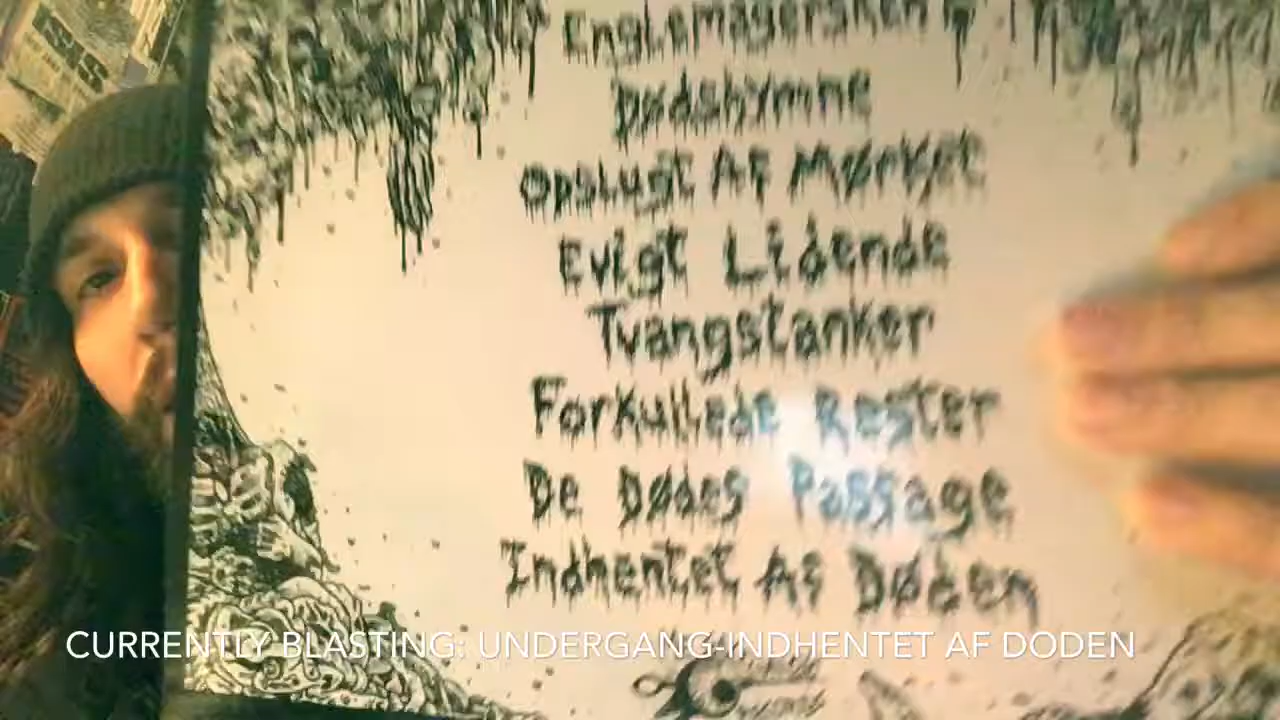 Englemagersken
Dødshymne
Opslugt Af Mørket
Evigt Lidende
Tvangstanker
Forkullede Rester
De Dødes Passage
Indhentet Af Døden
CURRENTLY BLASTING: UNDERGANG-INDHENTET AF DODEN